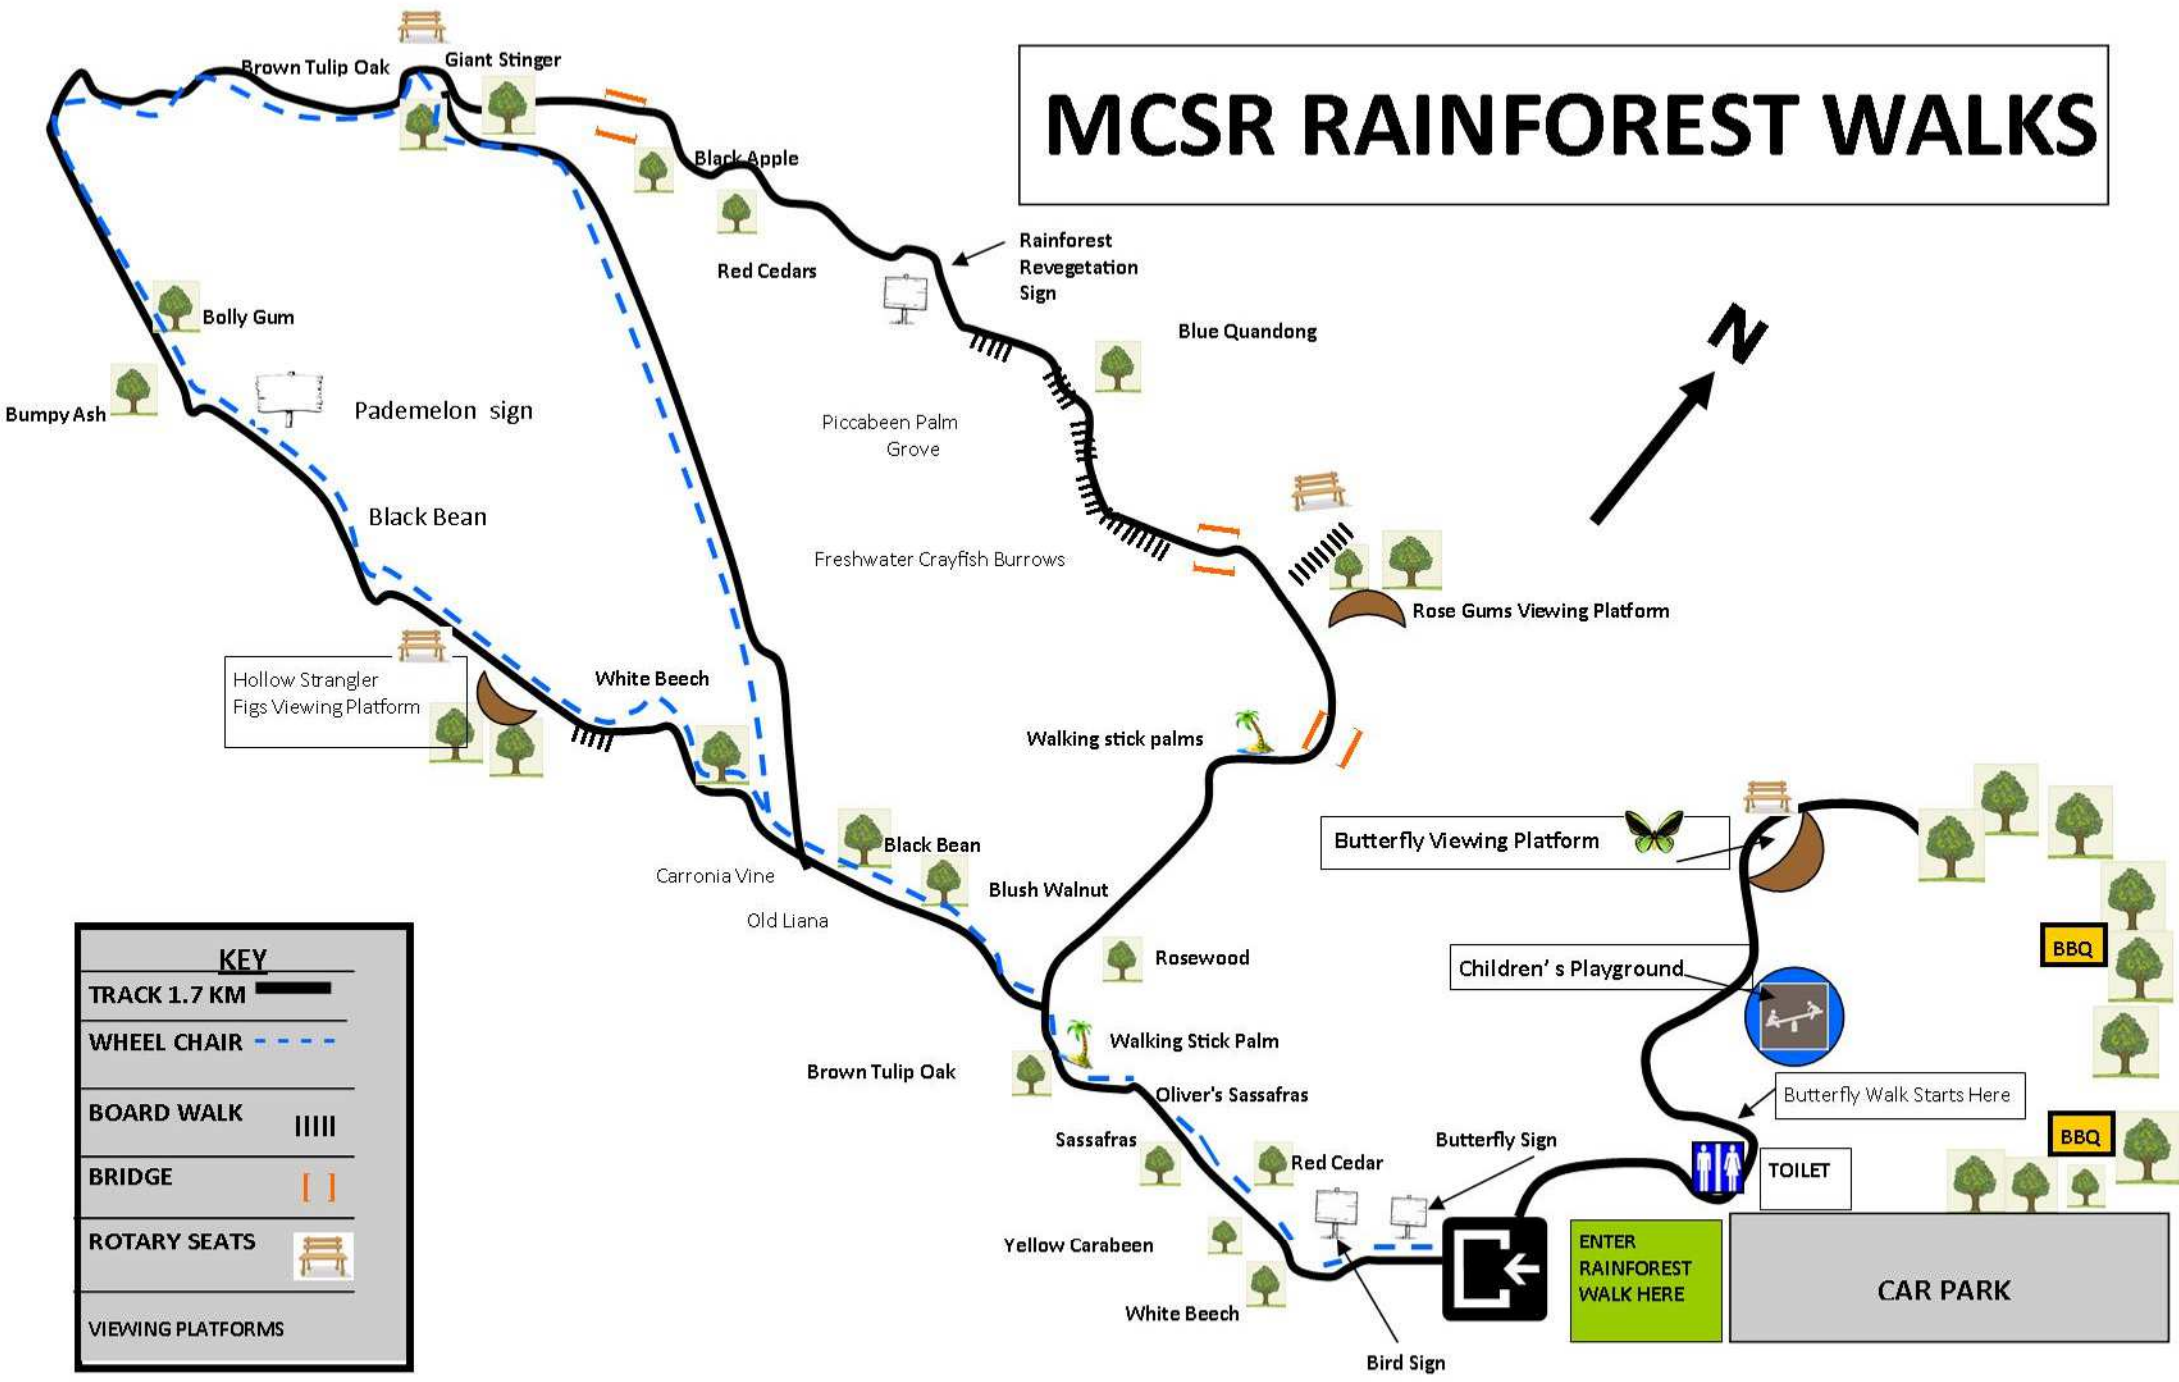 MCSR RAINFOREST WALKS
Brown Tulip Oak
Giant Stinger
Black Apple
Red Cedars
Rainforest
Revegetation
Sign
Blue Quandong
N
Bolly Gum
Bumpy Ash
Pademelon sign
Piccabeen Palm
Grove
Black Bean
Freshwater Crayfish Burrows
Rose Gums Viewing Platform
Hollow Strangler
Figs Viewing Platform
White Beech
Walking stick palms
Butterfly Viewing Platform
Black Bean
Carronia Vine
Blush Walnut
Old Liana
Rosewood
Children' s Playground
BBQ
Walking Stick Palm
Brown Tulip Oak
Oliver's Sassafras
Butterfly Walk Starts Here
Sassafras
Red Cedar
Butterfly Sign
BBQ
TOILET
Yellow Carabeen
White Beech
Bird Sign
ENTER
RAINFOREST
WALK HERE
CAR PARK
KEY
TRACK 1.7 KM
WHEEL CHAIR
BOARD WALK
BRIDGE
ROTARY SEATS
VIEWING PLATFORMS